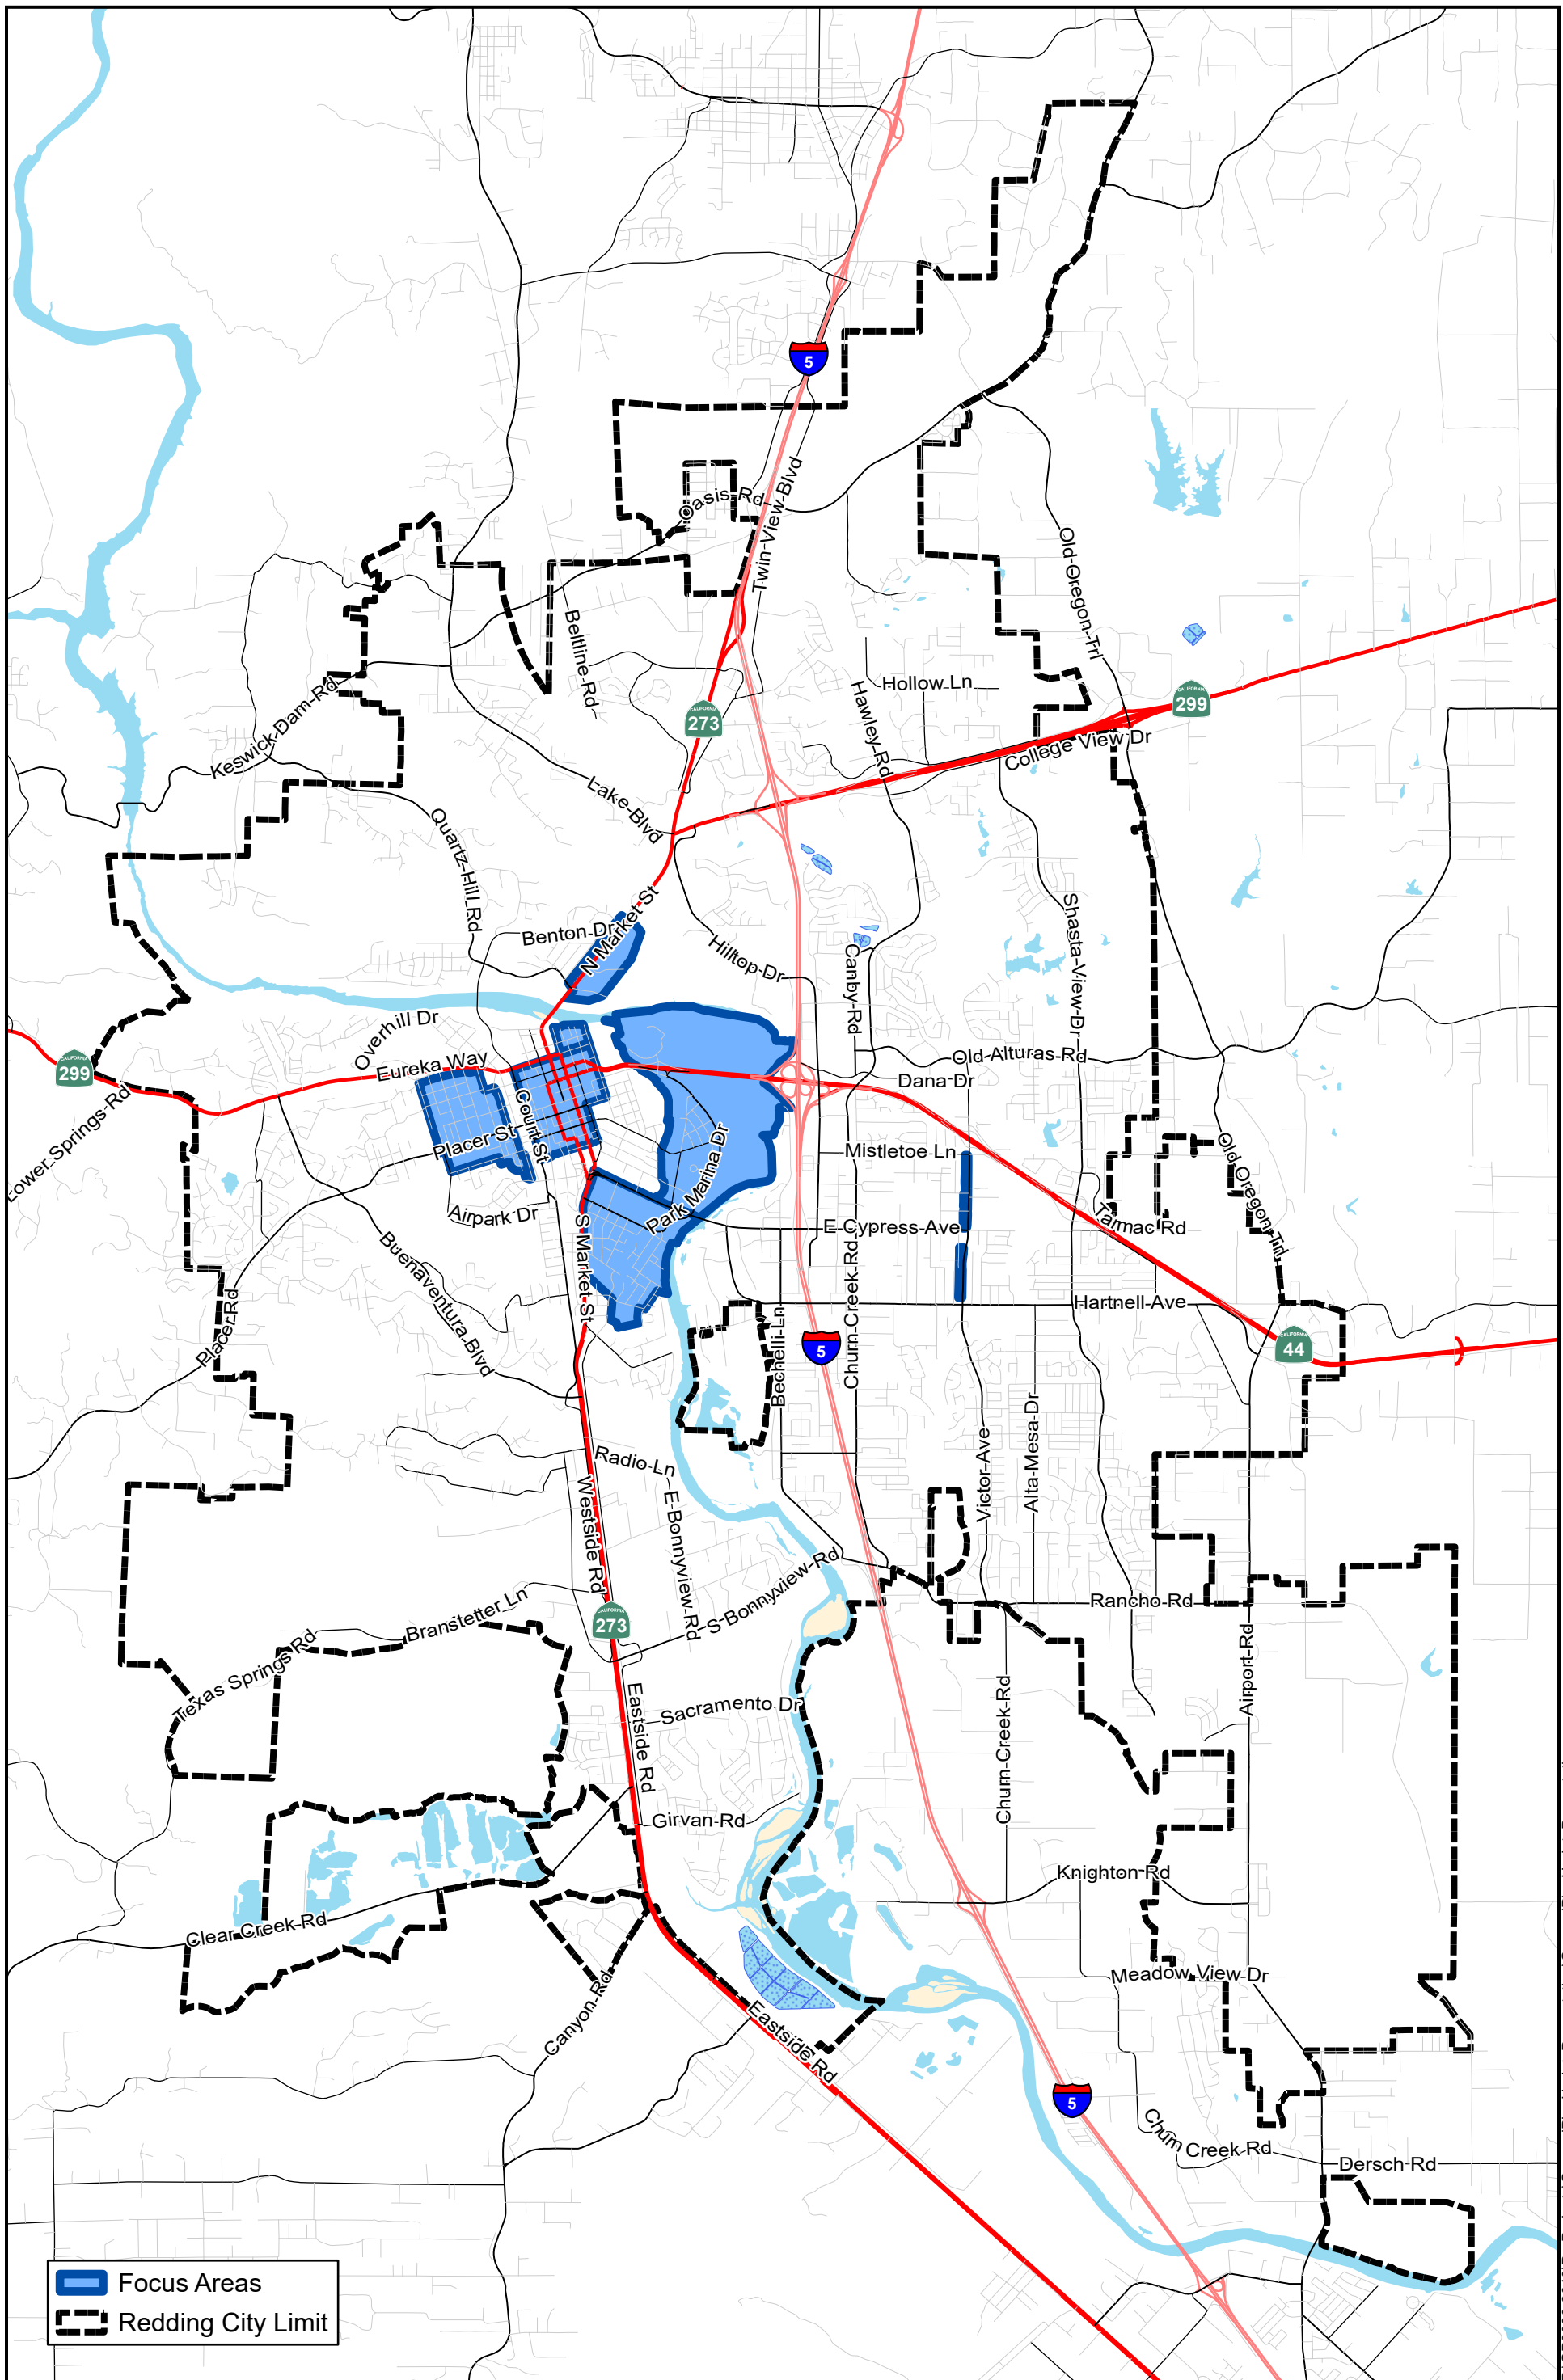 5
Oasis Rd
Twin View Blvd
Old Oregon Trl
Beltline Rd
Hollow Ln
Hawley Rd
CALIFORNIA
299
CALIFORNIA
273
Keswick Dam Rd
College View Dr
Lake Blvd
Quartz Hill Rd
N Market St
Benton Dr
Hilltop Dr
Canby Rd
Shasta View Dr
Overhill Dr
Eureka Way
CALIFORNIA
299
Old Alturas Rd
Dana Dr
Lower Springs Rd
Court St
Placer St
Mistletoe Ln
Park Marina Dr
Old Oregon Trl
Airpark Dr
E Cypress Ave
Tarmac Rd
S Market St
Buenaventura Blvd
Placer Rd
Churn Creek Rd
Hartnell Ave
Bechelli Ln
5
CALIFORNIA
44
Radio Ln
Victor Ave
Alta Mesa Dr
Westside Rd
E Bonnyview Rd
S Bonnyview Rd
Branstetter Ln
CALIFORNIA
273
Rancho Rd
Texas Springs Rd
Airport Rd
Sacramento Dr
Eastside Rd
Churn Creek Rd
Girvan Rd
Knighton Rd
Clear Creek Rd
Meadow View Dr
Canyon Rd
Eastside Rd
5
Churn Creek Rd
Dersch Rd
Focus Areas
Redding City Limit